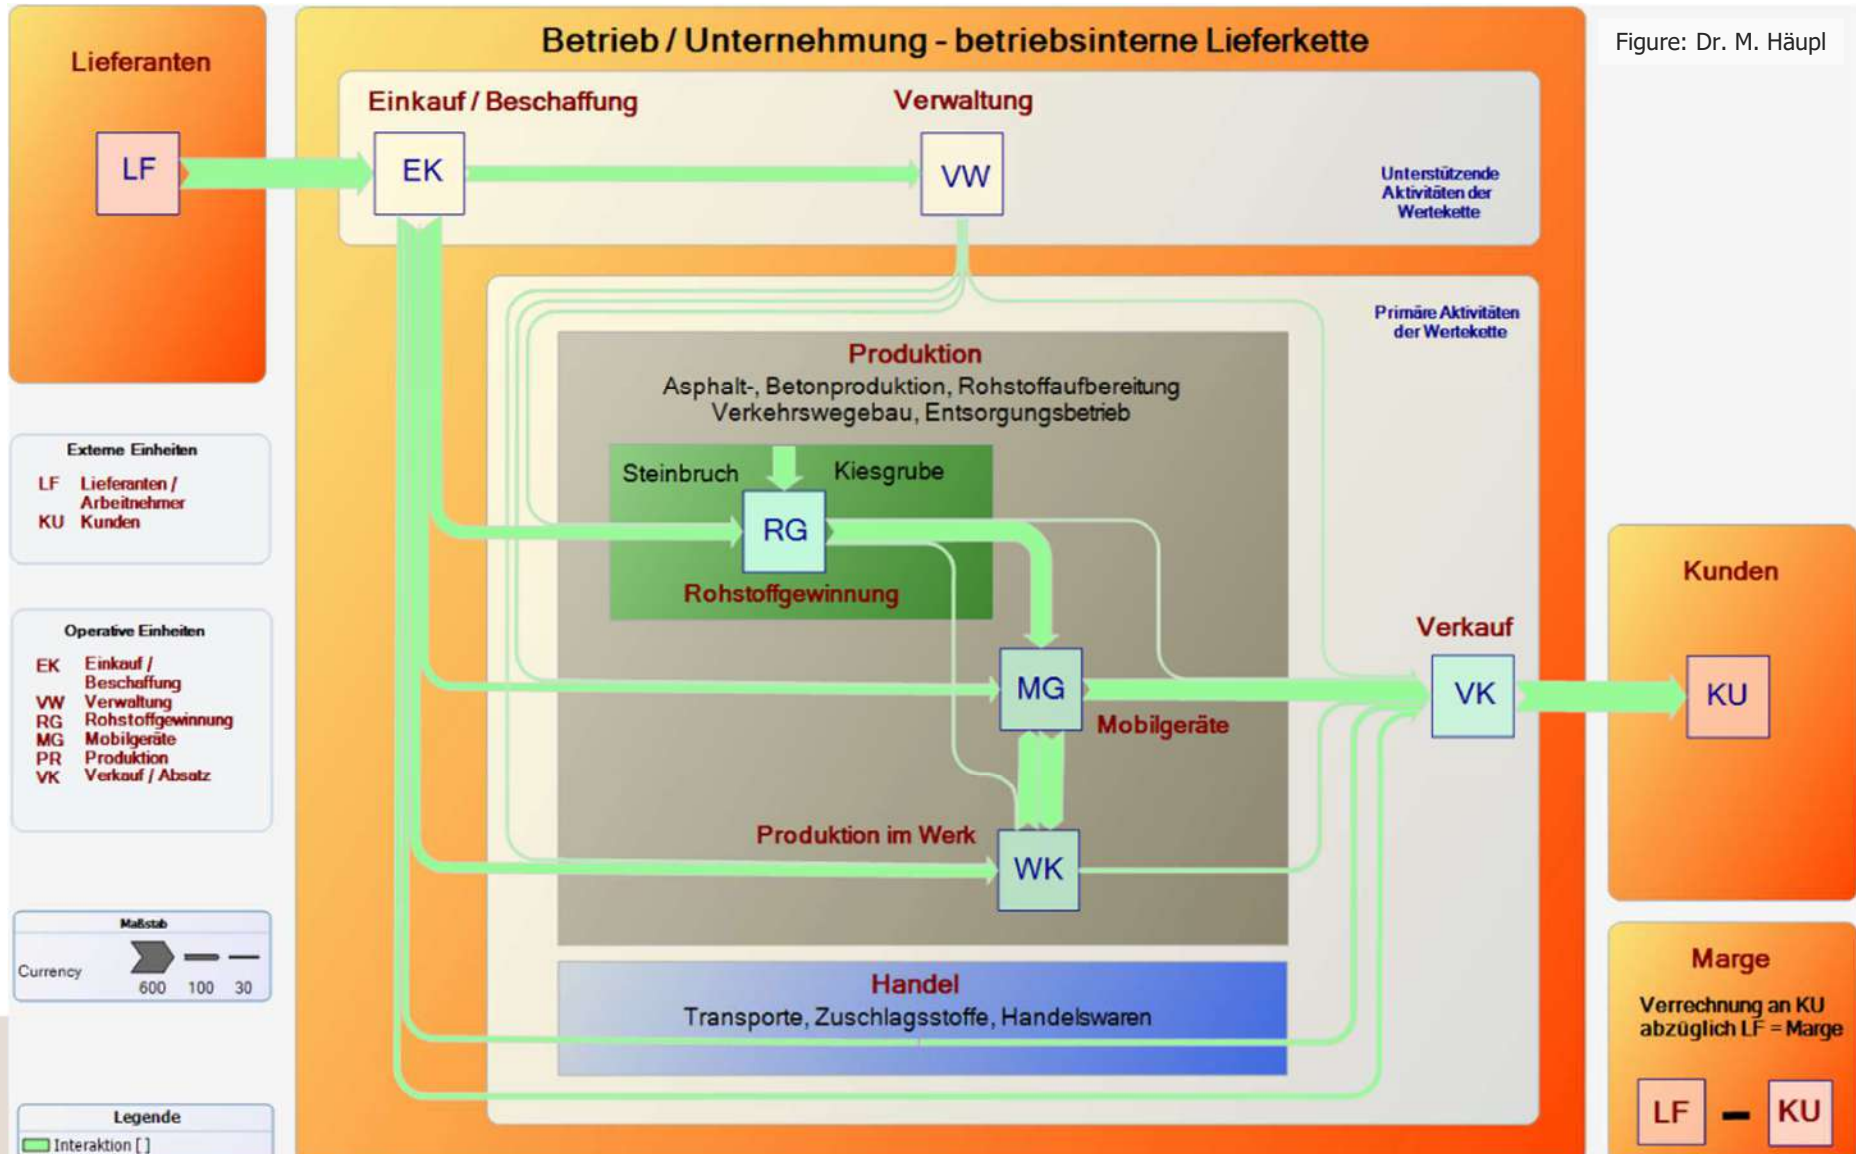 Lieferanten
LF
Betrieb / Unternehmung - betriebsinterne Lieferkette
Figure: Dr. M. Häupl
Einkauf / Beschaffung
EK
Verwaltung
VW
Unterstützende
Aktivitäten der
Wertekette
Primäre Aktivitäten
der Wertekette
Produktion
Asphalt-, Betonproduktion, Rohstoffaufbereitung
Verkehrswegebau, Entsorgungsbetrieb
Steinbruch
Kiesgrube
RG
Rohstoffgewinnung
MG
Mobilgeräte
Produktion im Werk
WK
Handel
Transporte, Zuschlagsstoffe, Handelswaren
Verkauf
VK
Kunden
KU
Externe Einheiten
LF Lieferanten /
Arbeitnehmer
KU Kunden
Operative Einheiten
EK Einkauf /
Beschaffung
VW Verwaltung
RG Rohstoffgewinnung
MG Mobilgeräte
PR Produktion
VK Verkauf / Absatz
Maßstab
Currency
600 100 30
Legende
Interaktion [ ]
Marge
Verrechnung an KU
abzüglich LF = Marge
LF - KU